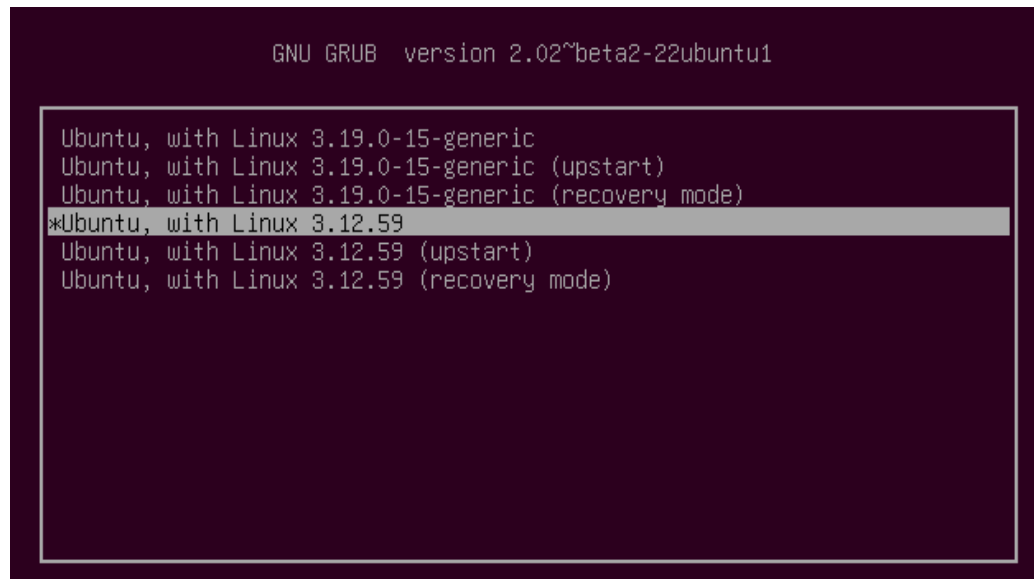 GNU GRUB  version 2.02~beta2-22ubuntu1
Ubuntu, with Linux 3.19.0-15-generic
Ubuntu, with Linux 3.19.0-15-generic (upstart)
Ubuntu, with Linux 3.19.0-15-generic (recovery mode)
*Ubuntu, with Linux 3.12.59
Ubuntu, with Linux 3.12.59 (upstart)
Ubuntu, with Linux 3.12.59 (recovery mode)